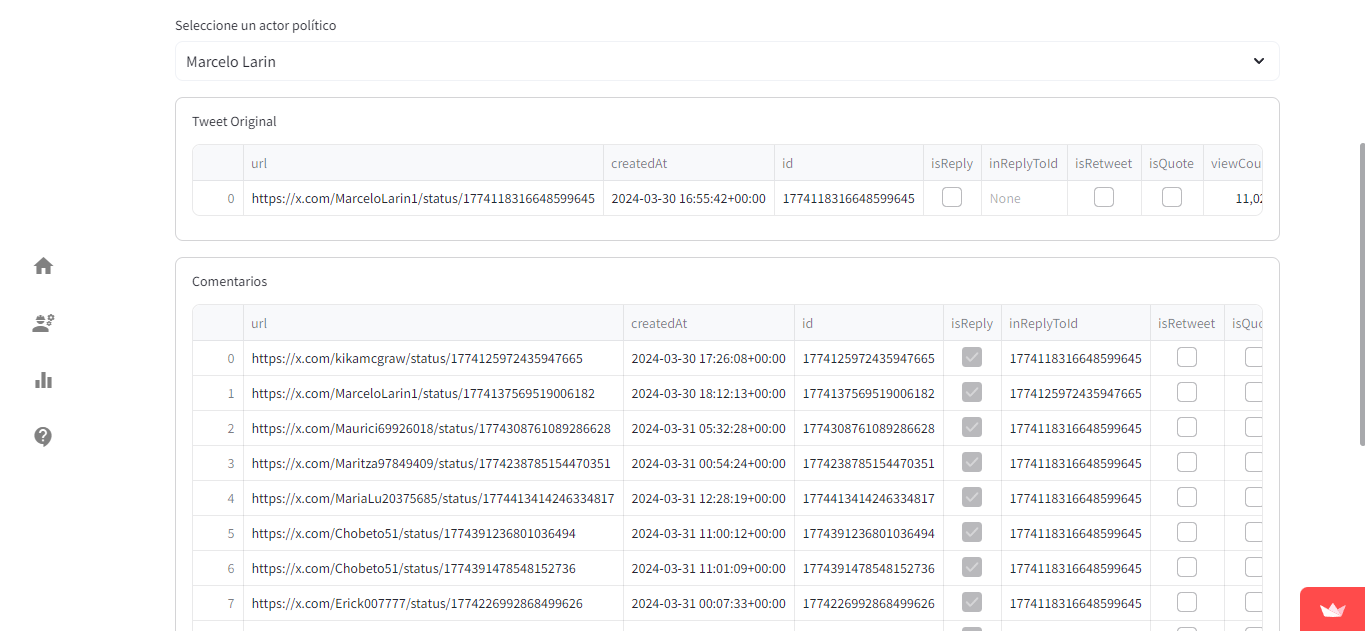 Seleccione un actor político
Marcelo Larin
Tweet Original
url createdAt id isReply inReplyToId isRetweet isQuote viewCou
0 https://x.com/MarceloLarin1/status/1774118316648599645 2024-03-30 16:55:42+00:00 1774118316648599645 None 11,02
Comentarios
url createdAt id isReply inReplyToId isRetweet isQuo
0 https://x.com/kikamcgraw/status/1774125972435947665 2024-03-30 17:26:08+00:00 1774125972435947665 1774118316648599645
1 https://x.com/MarceloLarin1/status/1774137569519006182 2024-03-30 18:12:13+00:00 1774137569519006182 1774125972435947665
2 https://x.com/Maurici69926018/status/1774308761089286628 2024-03-31 05:32:28+00:00 1774308761089286628 1774118316648599645
3 https://x.com/Maritza97849409/status/1774238785154470351 2024-03-31 00:54:24+00:00 1774238785154470351 1774118316648599645
4 https://x.com/MariaLu20375685/status/1774413414246334817 2024-03-31 12:28:19+00:00 1774413414246334817 1774118316648599645
5 https://x.com/Chobeto51/status/1774391236801036494 2024-03-31 11:00:12+00:00 1774391236801036494 1774118316648599645
6 https://x.com/Chobeto51/status/1774391478548152736 2024-03-31 11:01:09+00:00 1774391478548152736 1774118316648599645
7 https://x.com/Erick007777/status/1774226992868499626 2024-03-31 00:07:33+00:00 1774226992868499626 1774118316648599645